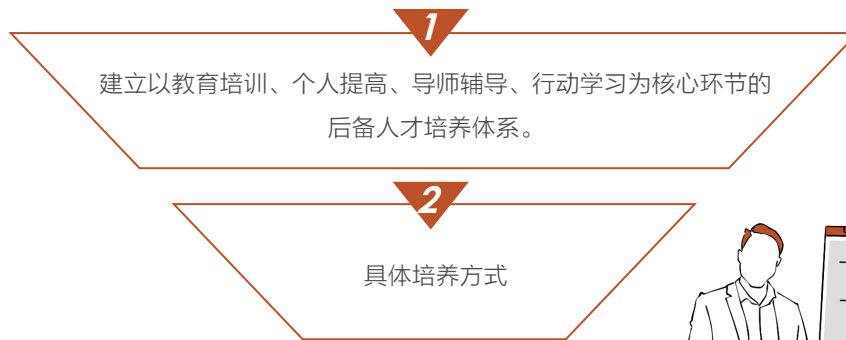 1
建立以教育培训、个人提高、导师辅导、行动学习为核心环节的
后备人才培养体系。
2
具体培养方式